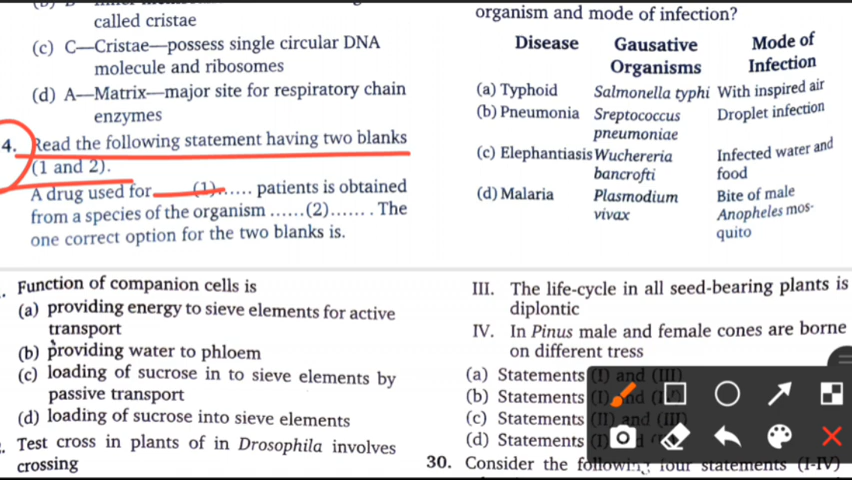 called cristae
(c) C—Cristae—possess single circular DNA
molecule and ribosomes
(d) A—Matrix—major site for respiratory chain
enzymes
4. Read the following statement having two blanks
(1 and 2).
A drug used for (1)...... patients is obtained
from a species of the organism ......(2)....... . The
one correct option for the two blanks is.
organism and mode of infection?
Disease Gausative Mode of
Organisms Infection
(a) Typhoid Salmonella typhi With inspired air
(b) Pneumonia Sreptococcus Droplet infection
pneumoniae
(c) Elephantiasis Wuchereria Infected water and
bancrofti food
(d) Malaria Plasmodium Bite of male
vivax Anopheles mos-
quito
Function of companion cells is
(a) providing energy to sieve elements for active
transport
(b) providing water to phloem
(c) loading of sucrose in to sieve elements by
passive transport
(d) loading of sucrose into sieve elements
Test cross in plants of in Drosophila involves
crossing
III. The life-cycle in all seed-bearing plants is
diplontic
IV. In Pinus male and female cones are borne
on different tress
(a) Statements (I) and (III)
(b) Statements (I) and
(c) Statements (II) and (III)
(d) Statements
30. Consider the following four statements (I-IV)